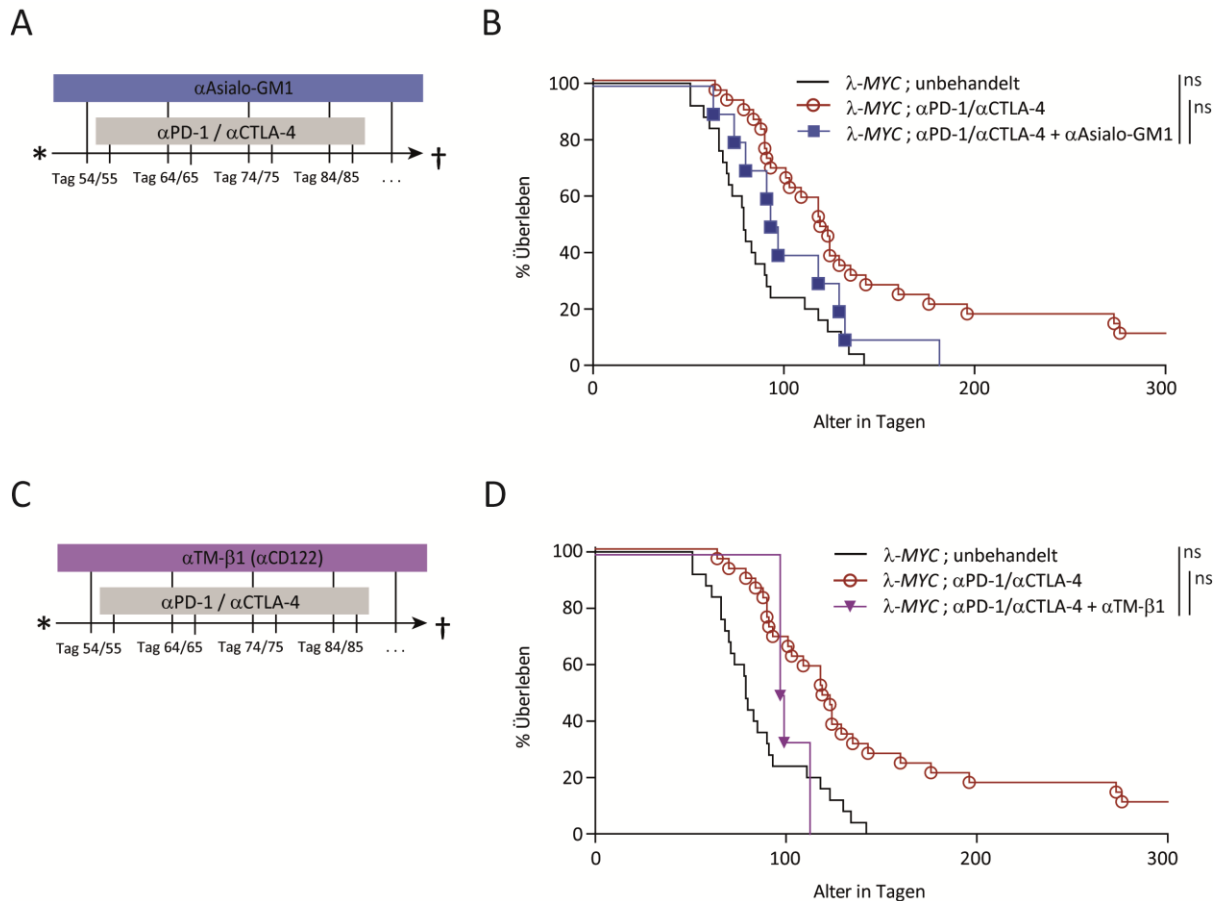 A
αAsialo-GM1
αPD-1 / αCTLA-4
* †
Tag 54/55 Tag 64/65 Tag 74/75 Tag 84/85 ...
B
λ-MYC ; unbehandelt
λ-MYC ; αPD-1/αCTLA-4
λ-MYC ; αPD-1/αCTLA-4 + αAsialo-GM1
ns
ns
% Überleben
100
80
60
40
20
0
0 100 200 300
Alter in Tagen
C
αTM-β1 (αCD122)
αPD-1 / αCTLA-4
* †
Tag 54/55 Tag 64/65 Tag 74/75 Tag 84/85 ...
D
λ-MYC ; unbehandelt
λ-MYC ; αPD-1/αCTLA-4
λ-MYC ; αPD-1/αCTLA-4 + αTM-β1
ns
ns
% Überleben
100
80
60
40
20
0
0 100 200 300
Alter in Tagen